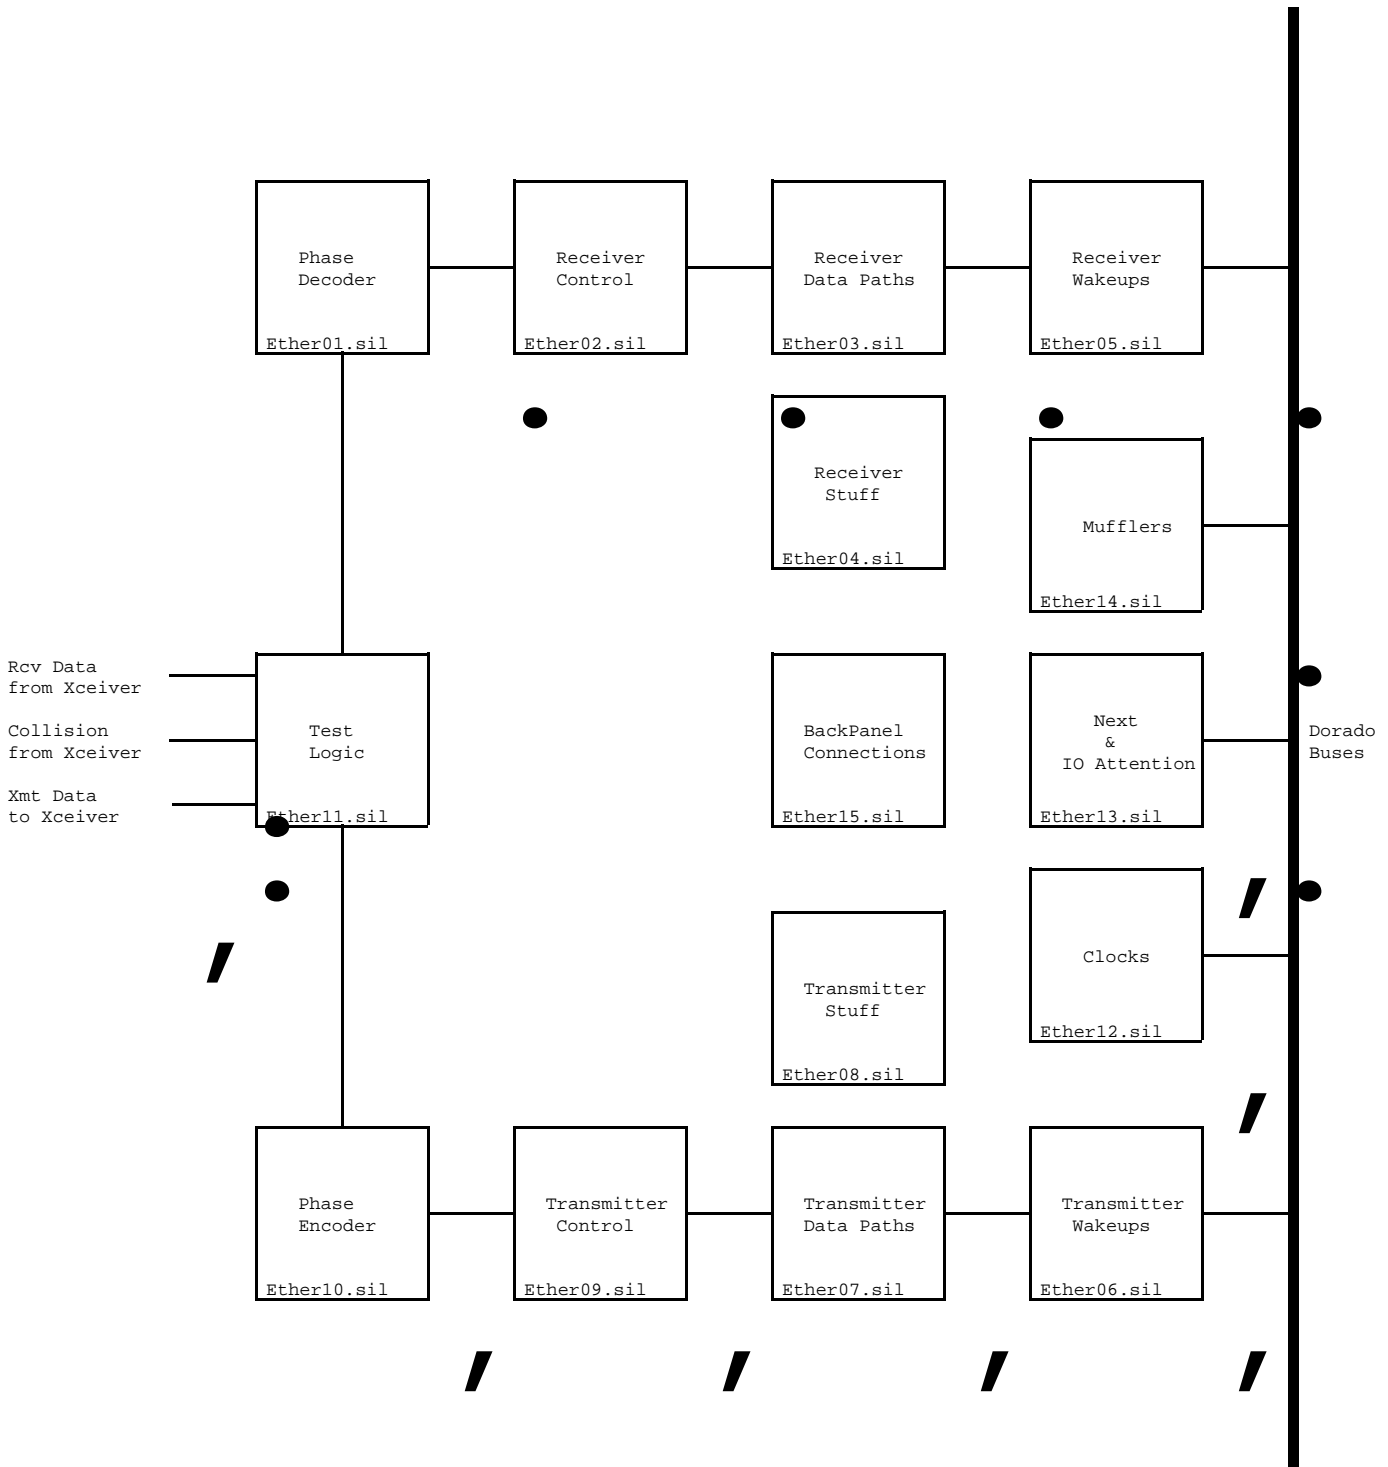 Phase
Decoder
Ether01.sil
Receiver
Control
Ether02.sil
Receiver
Data Paths
Ether03.sil
Receiver
Wakeups
Ether05.sil
Receiver
Stuff
Ether04.sil
Mufflers
Ether14.sil
Rcv Data
from Xceiver
Collision
from Xceiver
Xmt Data
to Xceiver
Test
Logic
Ether11.sil
BackPanel
Connections
Ether15.sil
Next
&
IO Attention
Ether13.sil
Dorado
Buses
Transmitter
Stuff
Ether08.sil
Clocks
Ether12.sil
Phase
Encoder
Ether10.sil
Transmitter
Control
Ether09.sil
Transmitter
Data Paths
Ether07.sil
Transmitter
Wakeups
Ether06.sil